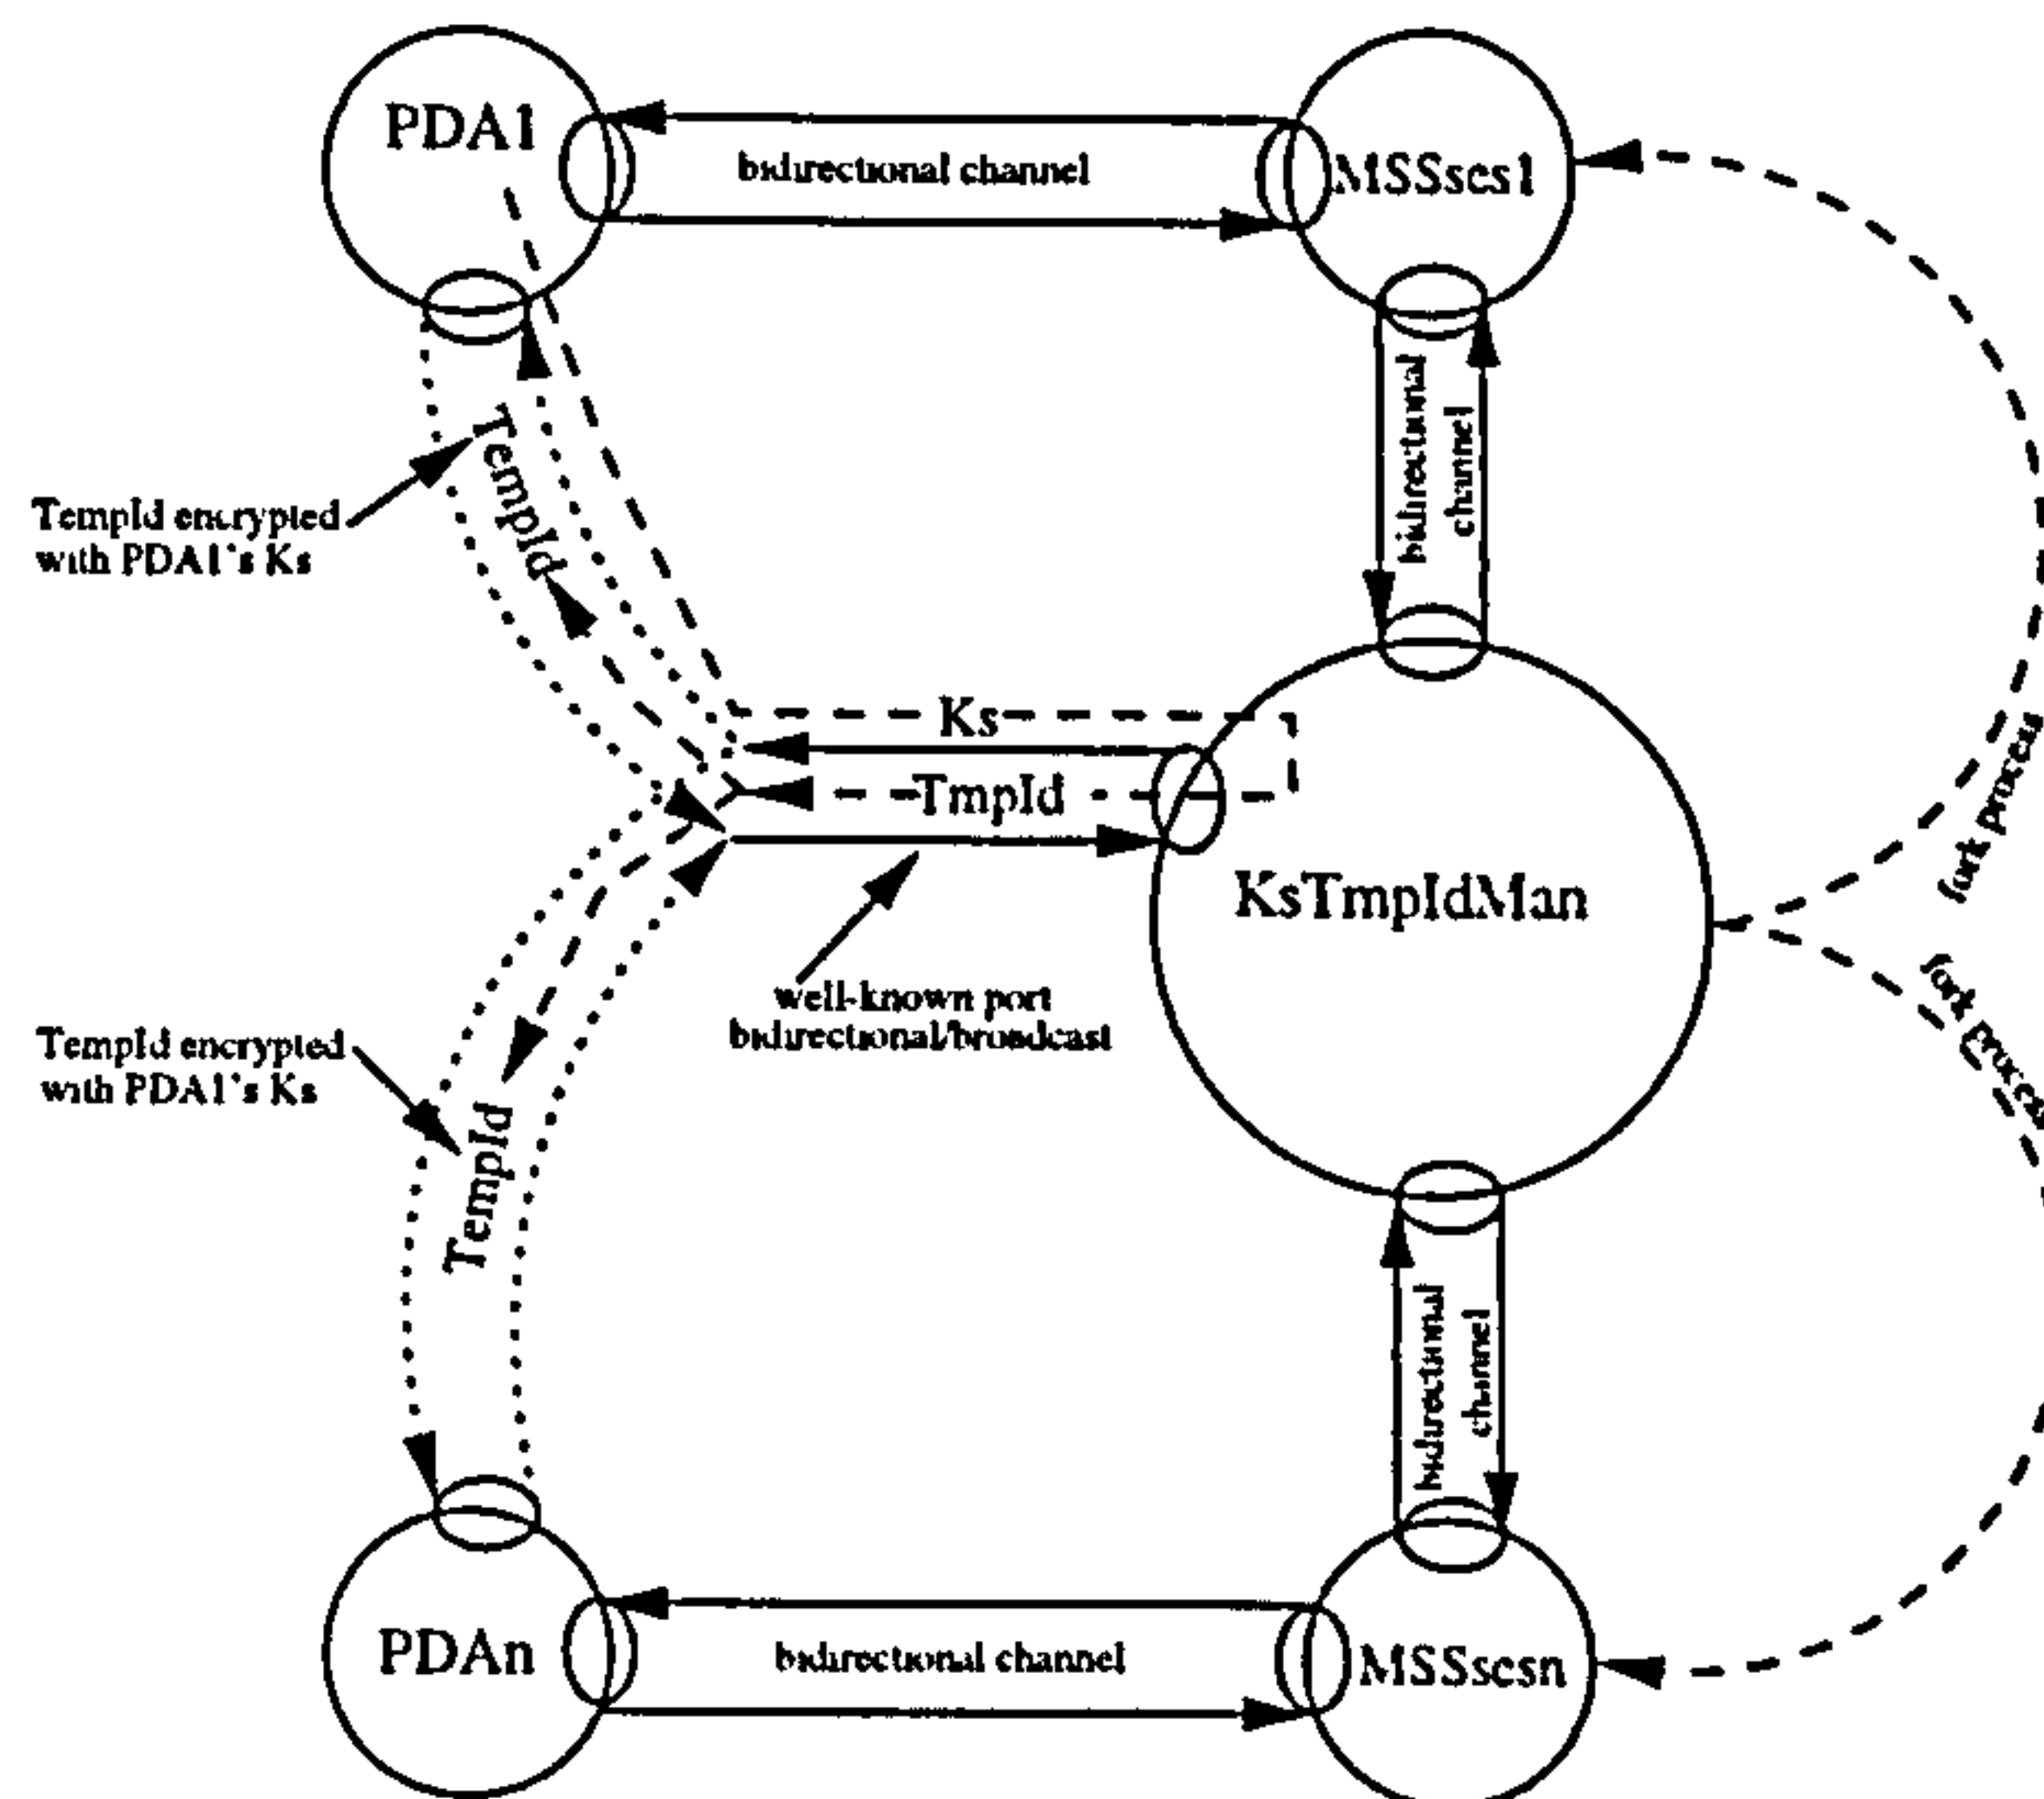 PDA1
bidirectional channel
MSSses1
bidirectional
channel
TempId
TempId encrypted
with PDA1's Ks
Ks
TmpId
KsTmpIdMan
fork process
well-known port
bidirectional/broadcast
fork process
TempId encrypted
with PDA1's Ks
TempId
bidirectional
channel
PDAn
bidirectional channel
MSSsesn